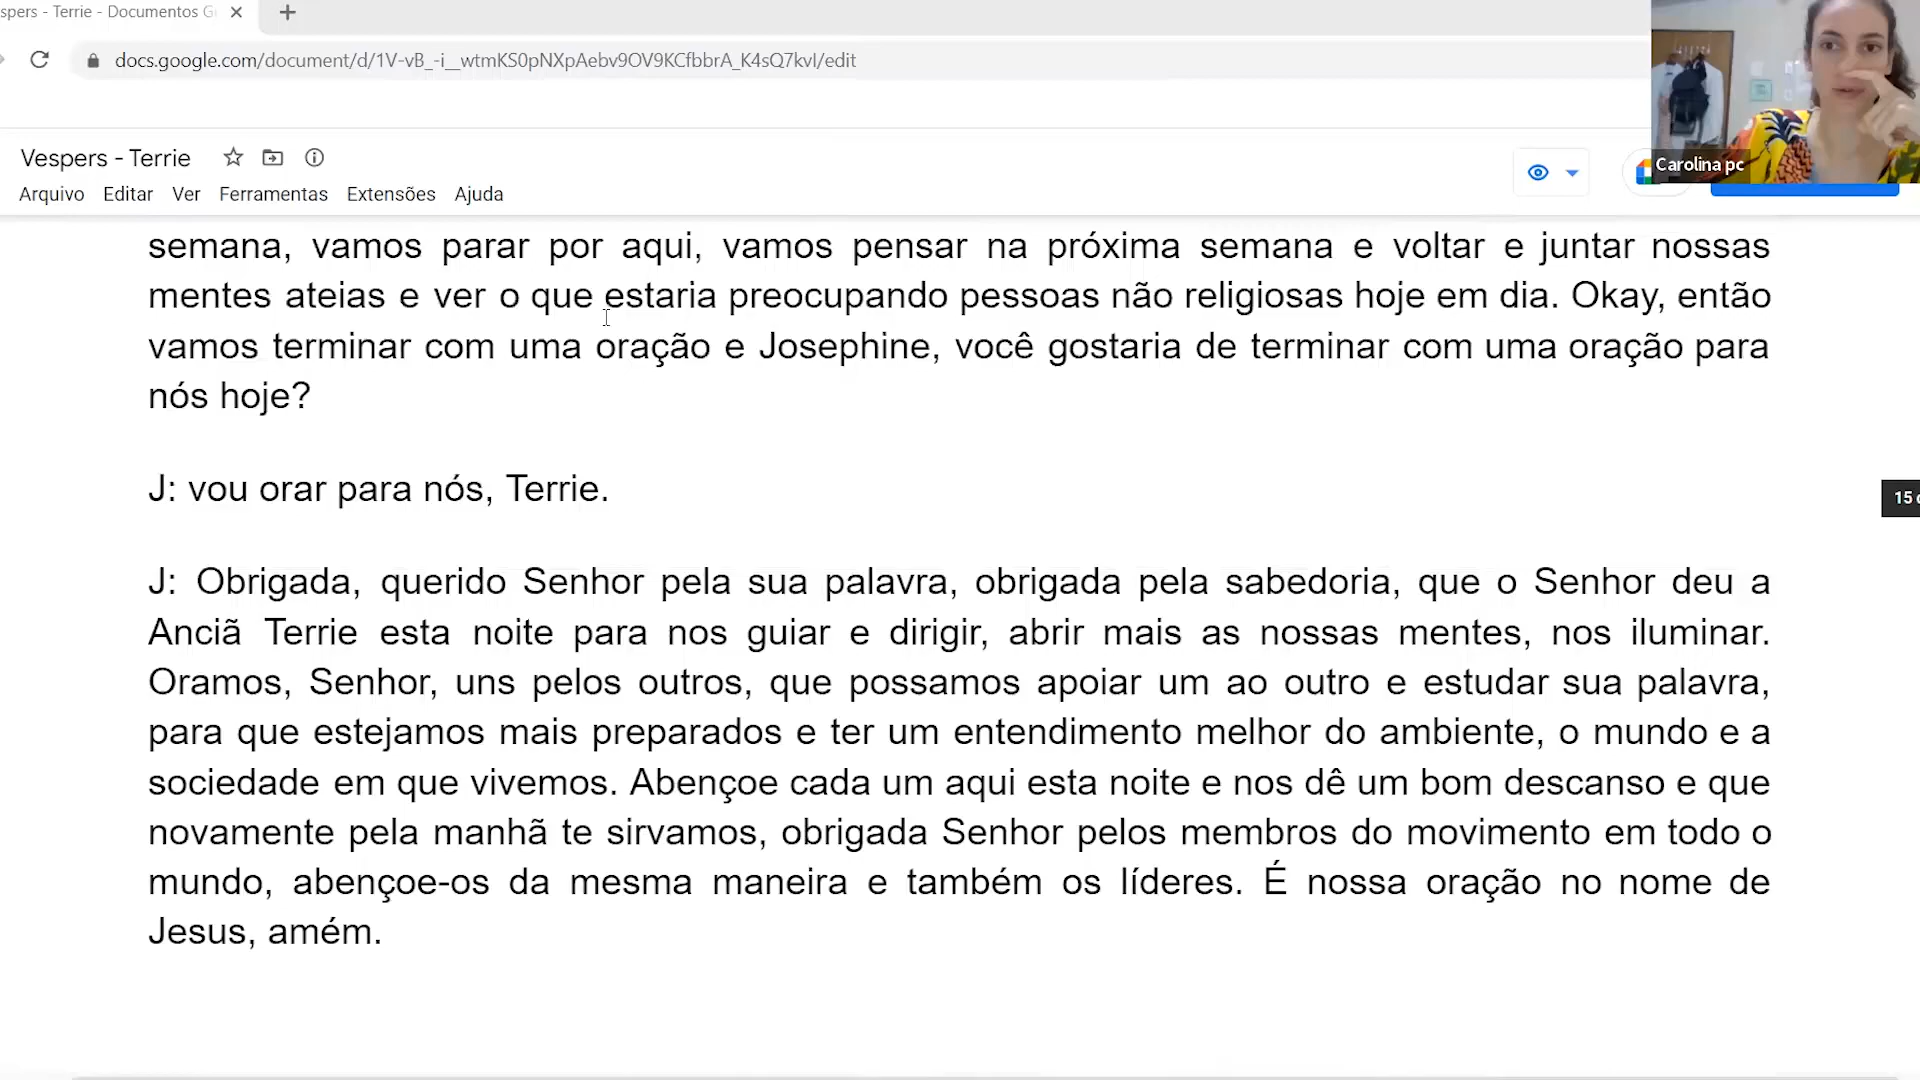 spers - Terrie - Documentos G
docs.google.com/document/d/1V-vB_-i__wtmKS0pNXpAebv9OV9KCfbbrA_K4sQ7kvI/edit
Vespers - Terrie
Carolina pc
Arquivo Editar Ver Ferramentas Extensões Ajuda
semana, vamos parar por aqui, vamos pensar na próxima semana e voltar e juntar nossas
mentes ateias e ver o que estaria preocupando pessoas não religiosas hoje em dia. Okay, então
vamos terminar com uma oração e Josephine, você gostaria de terminar com uma oração para
nós hoje?
J: vou orar para nós, Terrie.
15
J: Obrigada, querido Senhor pela sua palavra, obrigada pela sabedoria, que o Senhor deu a
Anciã Terrie esta noite para nos guiar e dirigir, abrir mais as nossas mentes, nos iluminar.
Oramos, Senhor, uns pelos outros, que possamos apoiar um ao outro e estudar sua palavra,
para que estejamos mais preparados e ter um entendimento melhor do ambiente, o mundo e a
sociedade em que vivemos. Abençoe cada um aqui esta noite e nos dê um bom descanso e que
novamente pela manhã te sirvamos, obrigada Senhor pelos membros do movimento em todo o
mundo, abençoe-os da mesma maneira e também os líderes. É nossa oração no nome de
Jesus, amém.